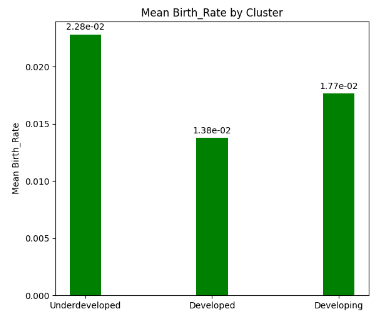 Mean Birth_Rate by Cluster
2.28e-02
1.38e-02
1.77e-02
0.020
0.015
0.010
0.005
0.000
Mean Birth_Rate
Underdeveloped
Developed
Developing